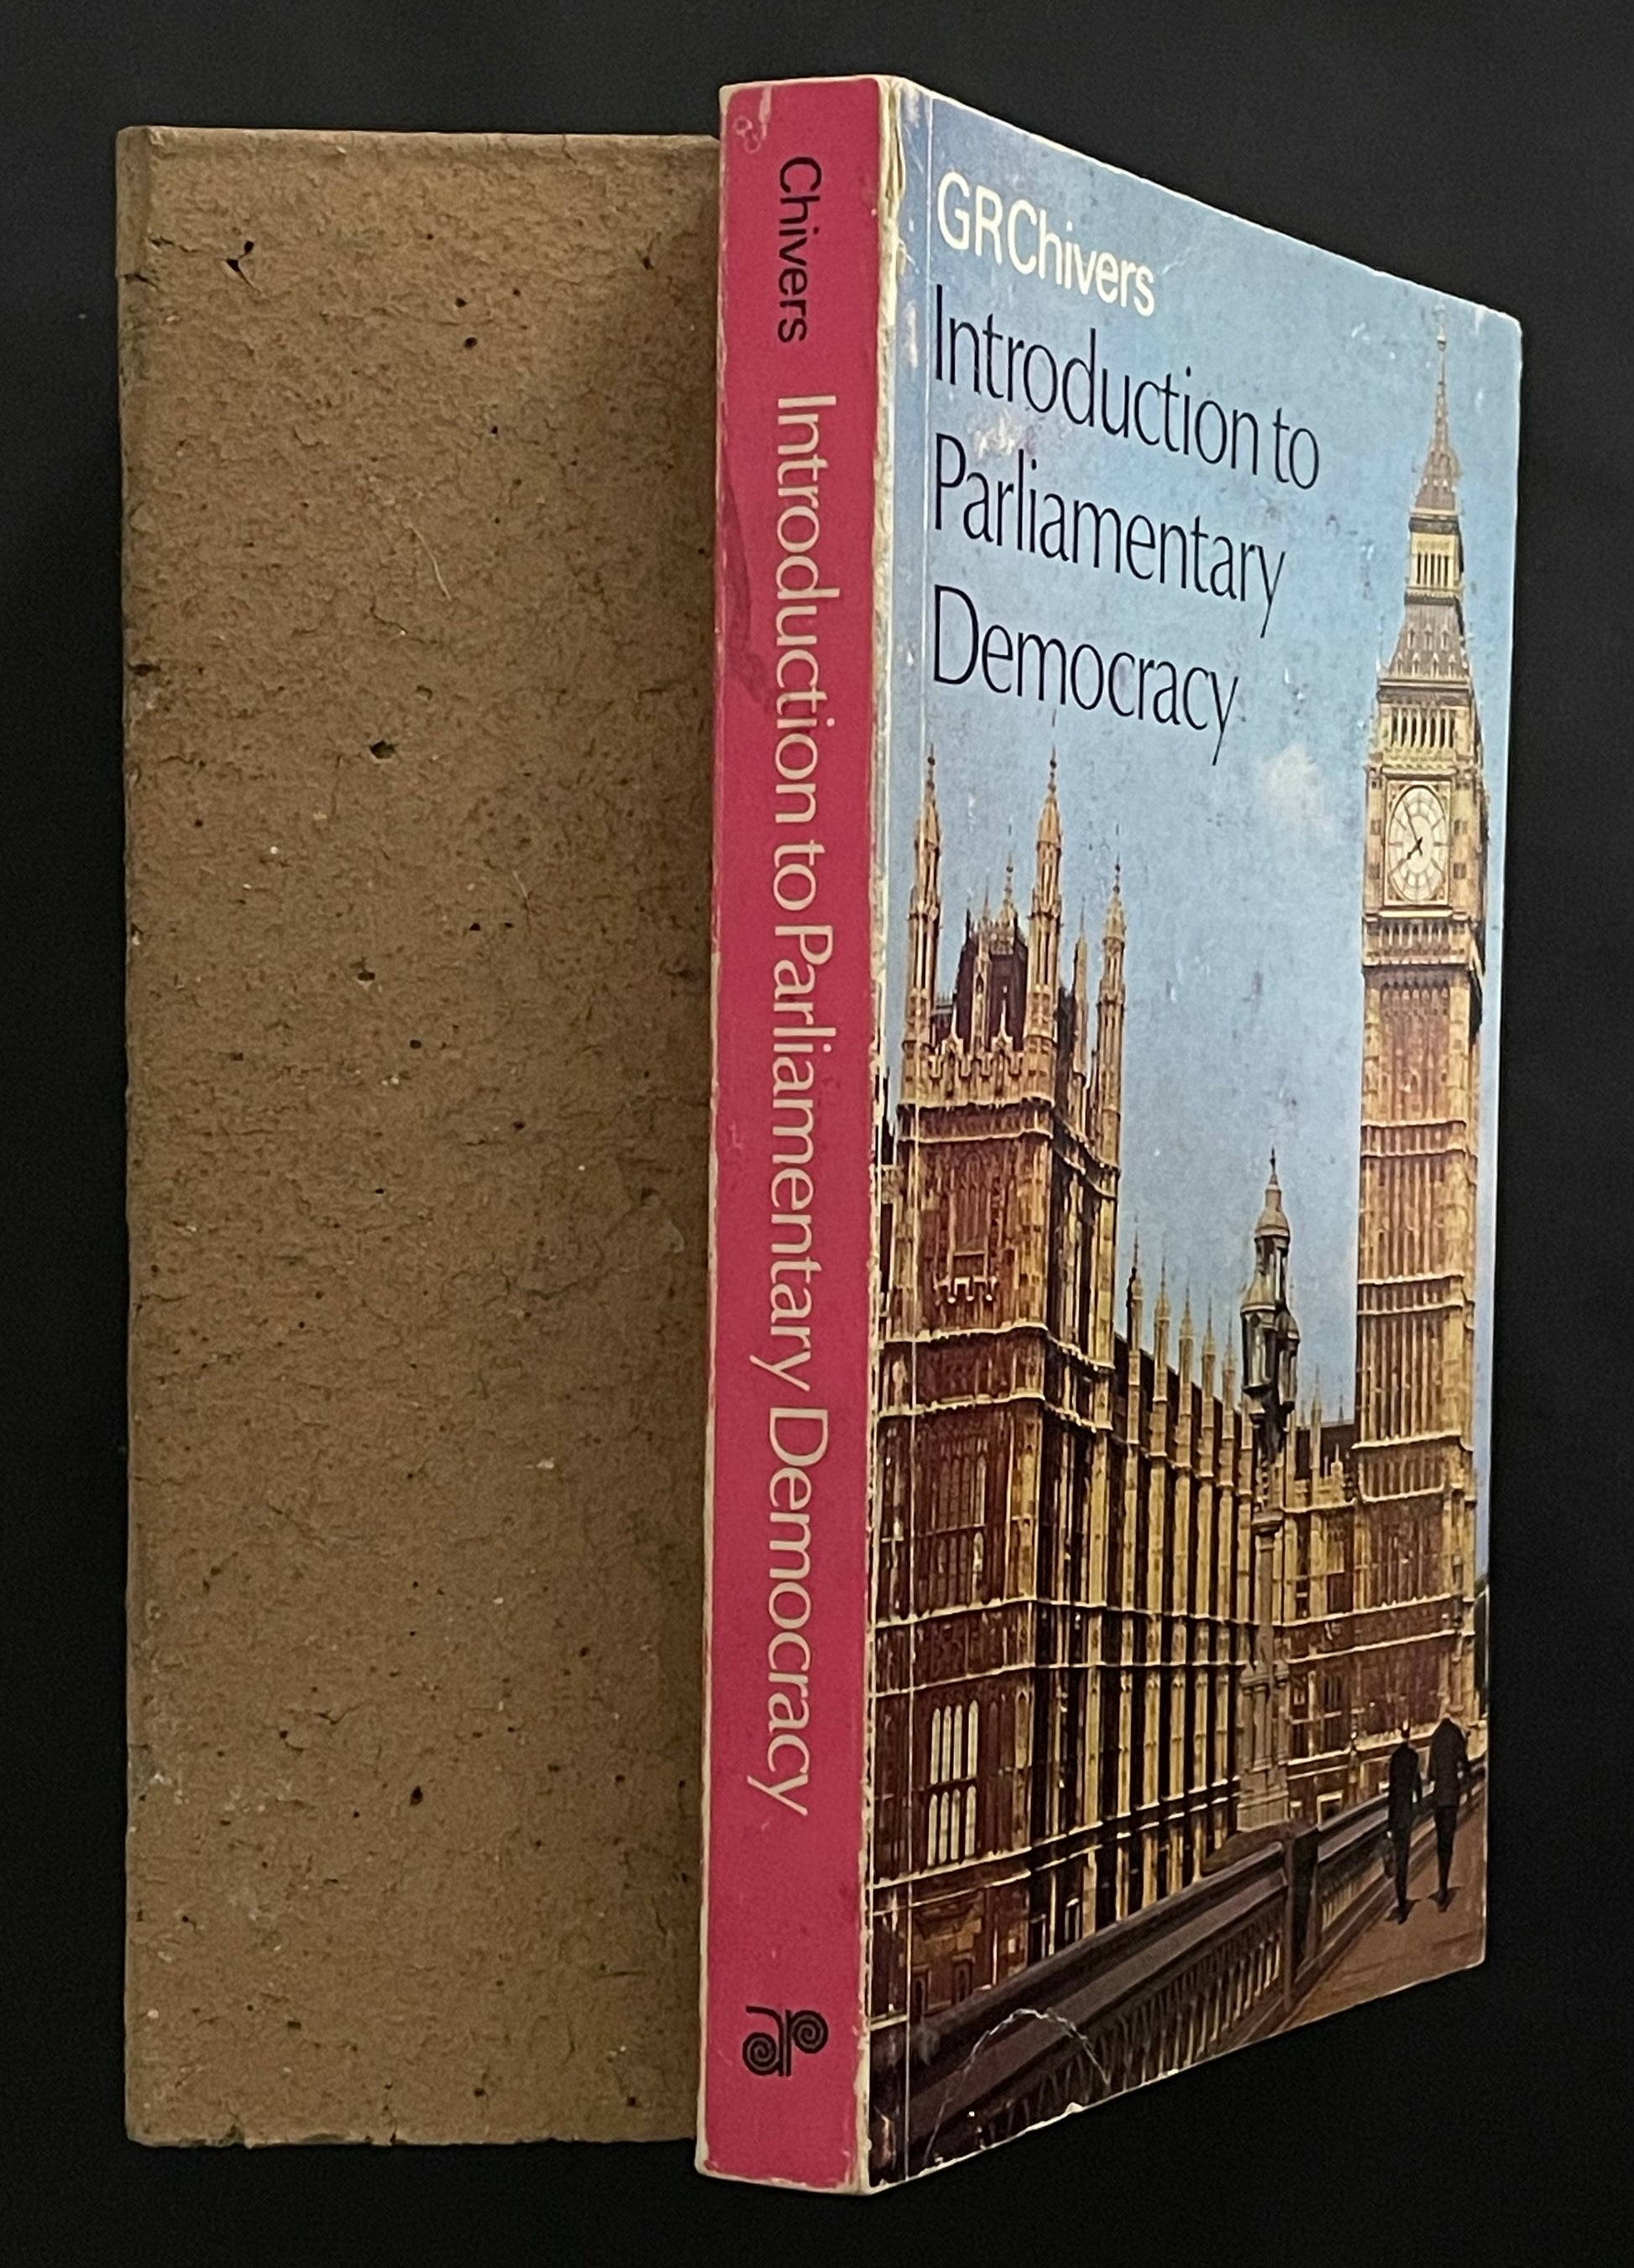 Chivers Introduction to Parliamentary Democracy
GRChivers
Introduction to
Parliamentary
Democracy